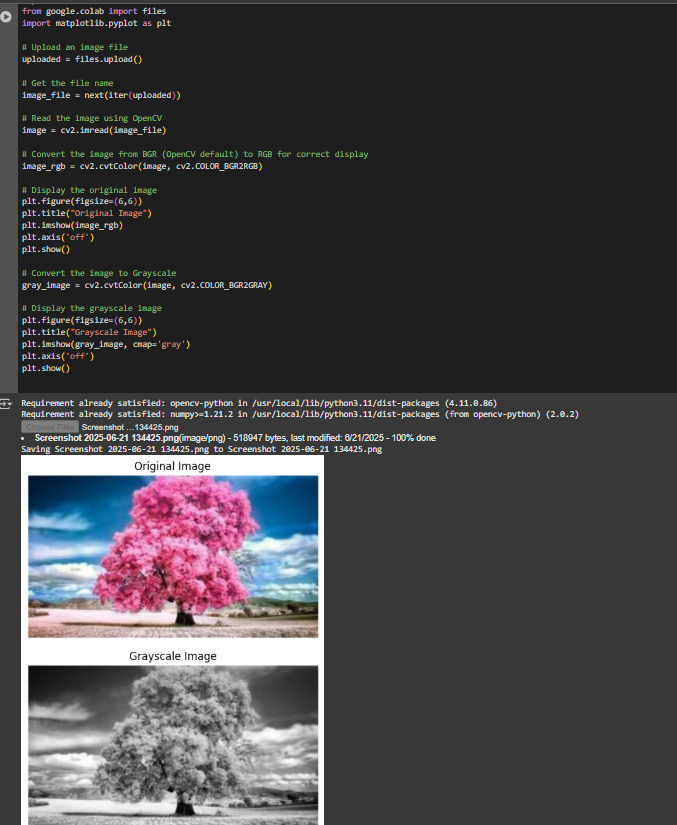 from google.colab import files
import matplotlib.pyplot as plt
# Upload an image file
uploaded = files.upload()
# Get the file name
image_file = next(iter(uploaded))
# Read the image using OpenCV
image = cv2.imread(image_file)
# Convert the image from BGR (OpenCV default) to RGB for correct display
image_rgb = cv2.cvtColor(image, cv2.COLOR_BGR2RGB)
# Display the original image
plt.figure(figsize=(6,6))
plt.title("Original Image")
plt.imshow(image_rgb)
plt.axis('off')
plt.show()
# Convert the image to Grayscale
gray_image = cv2.cvtColor(image, cv2.COLOR_BGR2GRAY)
# Display the grayscale image
plt.figure(figsize=(6,6))
plt.title("Grayscale Image")
plt.imshow(gray_image, cmap='gray')
plt.axis('off')
plt.show()
Requirement already satisfied: opencv-python in /usr/local/lib/python3.11/dist-packages (4.11.0.86)
Requirement already satisfied: numpy>=1.21.2 in /usr/local/lib/python3.11/dist-packages (from opencv-python) (2.0.2)
Choose Files Screenshot ...134425.png
• Screenshot 2025-06-21 134425.png(image/png) - 518947 bytes, last modified: 6/21/2025 - 100% done
Saving Screenshot 2025-06-21 134425.png to Screenshot 2025-06-21 134425.png
Original Image
Grayscale Image